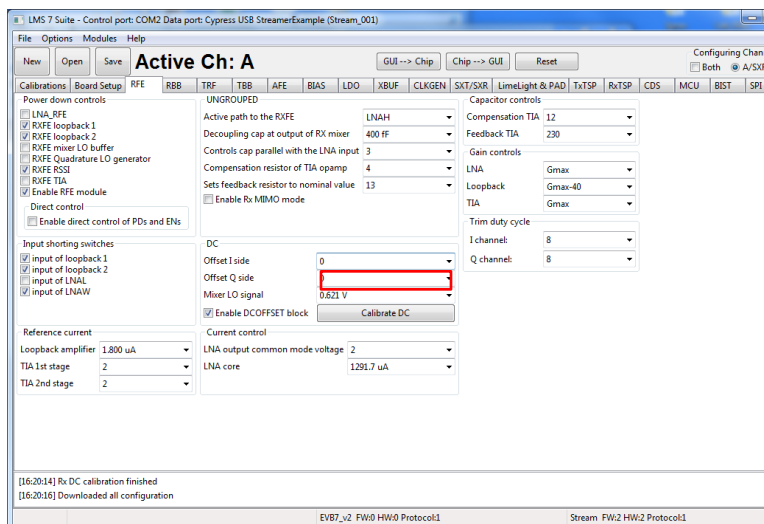 LMS 7 Suite - Control port: COM2 Data port: Cypress USB StreamerExample (Stream_001)
File Options Modules Help
New Open Save Active Ch: A GUI --> Chip Chip --> GUI Reset
Configuring Chan
Both A/SXR
Calibrations Board Setup RFE RBB TRF TBB AFE BIAS LDO XBUF CLKGEN SXT/SXR LimeLight & PAD TxTSP RxTSP CDS MCU BIST SPI
Power down controls
LNA_RFE
RXFE loopback 1
RXFE loopback 2
RXFE mixer LO buffer
RXFE Quadrature LO generator
RXFE RSSI
RXFE TIA
Enable RFE module
Direct control
Enable direct control of PDs and ENs
Input shorting switches
input of loopback 1
input of loopback 2
input of LNAL
input of LNAW
Reference current
Loopback amplifier 1.800 uA
TIA 1st stage 2
TIA 2nd stage 2
UNGROUPED
Active path to the RXFE LNAH
Decoupling cap at output of RX mixer 400 fF
Controls cap parallel with the LNA input 3
Compensation resistor of TIA opamp 4
Sets feedback resistor to nominal value 13
Enable Rx MIMO mode
DC
Offset I side 0
Offset Q side
Mixer LO signal 0.621 V
Enable DCOFFSET block Calibrate DC
Current control
LNA output common mode voltage 2
LNA core 1291.7 uA
Capacitor controls
Compensation TIA 12
Feedback TIA 230
Gain controls
LNA Gmax
Loopback Gmax-40
TIA Gmax
Trim duty cycle
I channel: 8
Q channel: 8
[16:20:14] Rx DC calibration finished
[16:20:16] Downloaded all configuration
EVB7_v2 FW:0 HW:0 Protocol:1 Stream FW:2 HW:2 Protocol:1